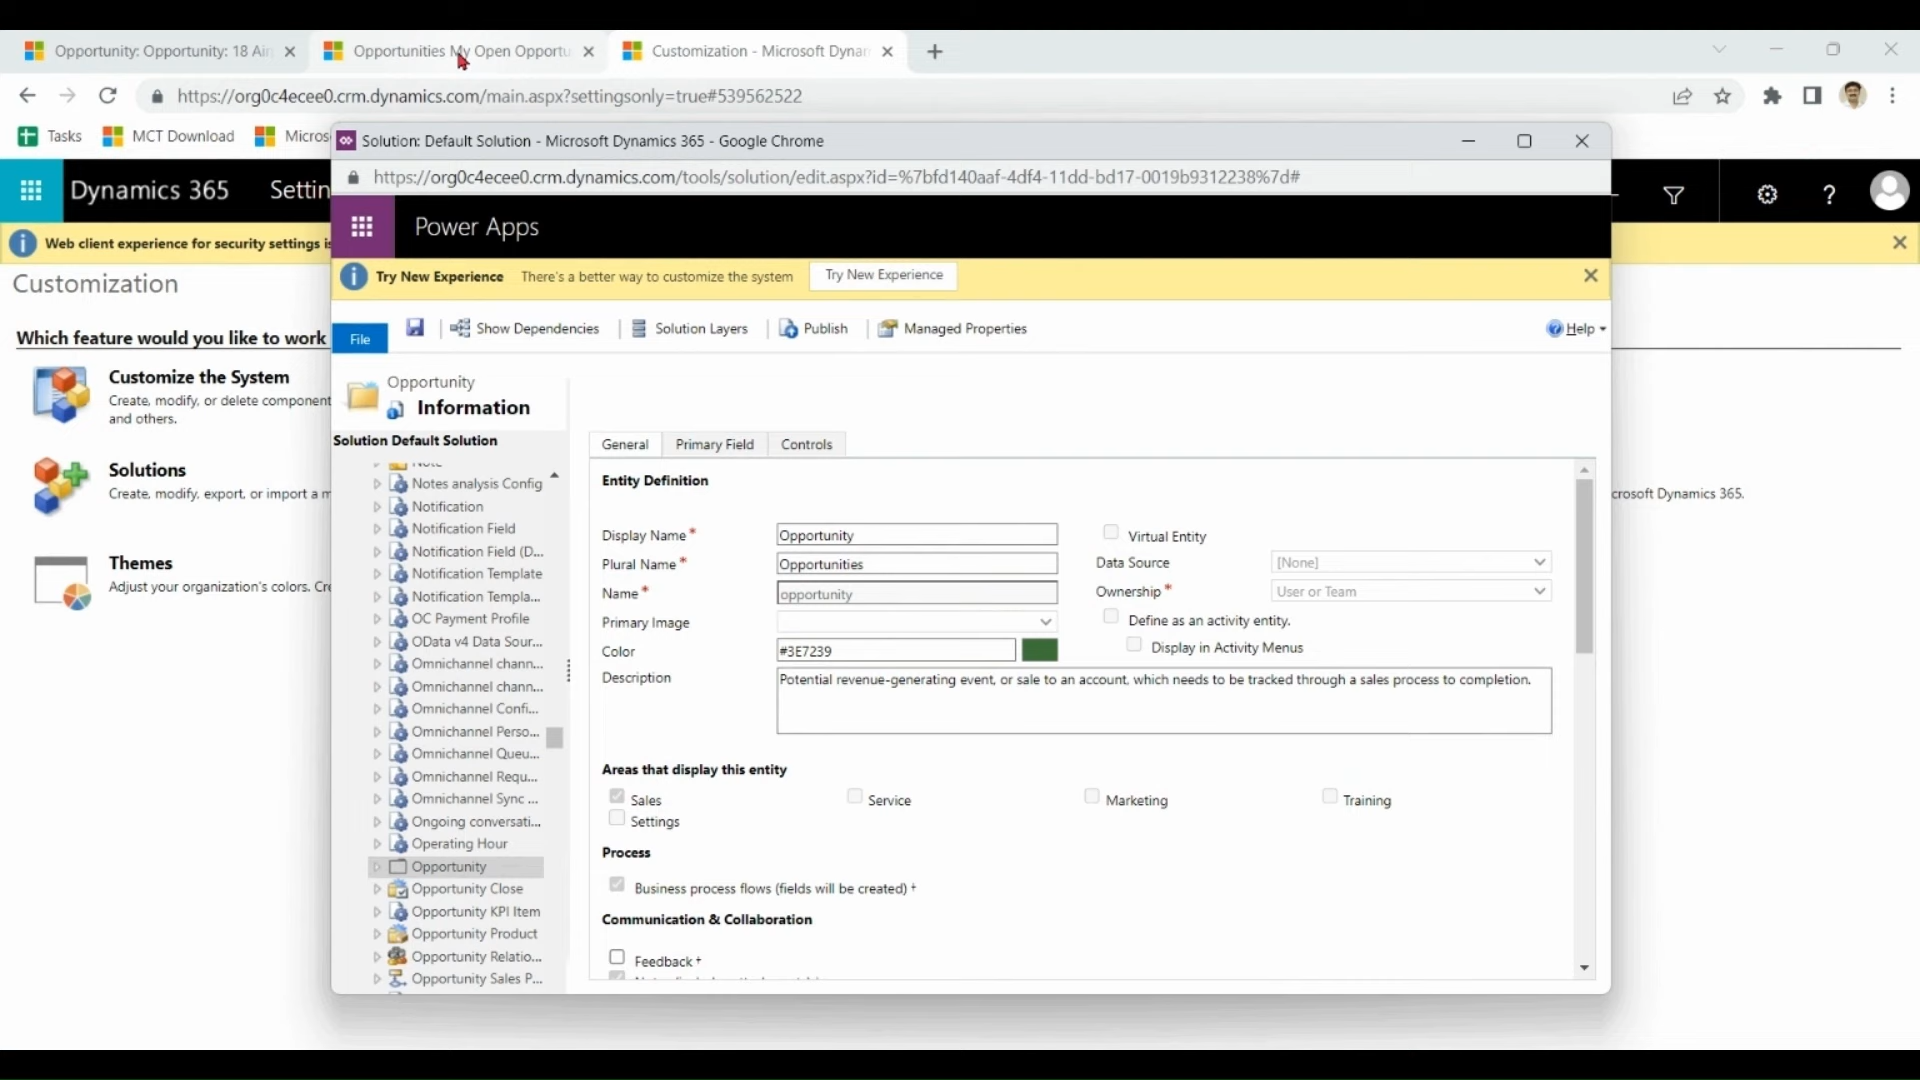 Opportunity: Opportunity: 18 Air
Opportunities My Open Opportu
Customization - Microsoft Dynar
https://org0c4ecee0.crm.dynamics.com/main.aspx?settingsonly=true#539562522
Tasks
MCT Download
Micros
Solution: Default Solution - Microsoft Dynamics 365 - Google Chrome
https://org0c4ecee0.crm.dynamics.com/tools/solution/edit.aspx?id=%7bfd140aaf-4df4-11dd-bd17-0019b9312238%7d#
Dynamics 365
Settin
Power Apps
Web client experience for security settings is
Try New Experience There's a better way to customize the system Try New Experience
Customization
Which feature would you like to work
Customize the System
Create, modify, or delete component
and others.
Solutions
Create, modify, export, or import a m
crosoft Dynamics 365.
Themes
Adjust your organization's colors. Cre
File
Show Dependencies
Solution Layers
Publish
Managed Properties
Help
Opportunity
Information
Solution Default Solution
Note
Notes analysis Config
Notification
Notification Field
Notification Field (D...
Notification Template
Notification Templa...
OC Payment Profile
OData v4 Data Sour...
Omnichannel chann...
Omnichannel chann...
Omnichannel Confi...
Omnichannel Perso...
Omnichannel Queu...
Omnichannel Requ...
Omnichannel Sync ...
Ongoing conversati...
Operating Hour
Opportunity
Opportunity Close
Opportunity KPI Item
Opportunity Product
Opportunity Relatio...
Opportunity Sales P...
General
Primary Field
Controls
Entity Definition
Display Name* Opportunity
Plural Name* Opportunities
Name* opportunity
Primary Image
Color #3E7239
Description Potential revenue-generating event, or sale to an account, which needs to be tracked through a sales process to completion.
Virtual Entity
Data Source [None]
Ownership* User or Team
Define as an activity entity.
Display in Activity Menus
Areas that display this entity
Sales
Service
Marketing
Training
Settings
Process
Business process flows (fields will be created) +
Communication & Collaboration
Feedback +